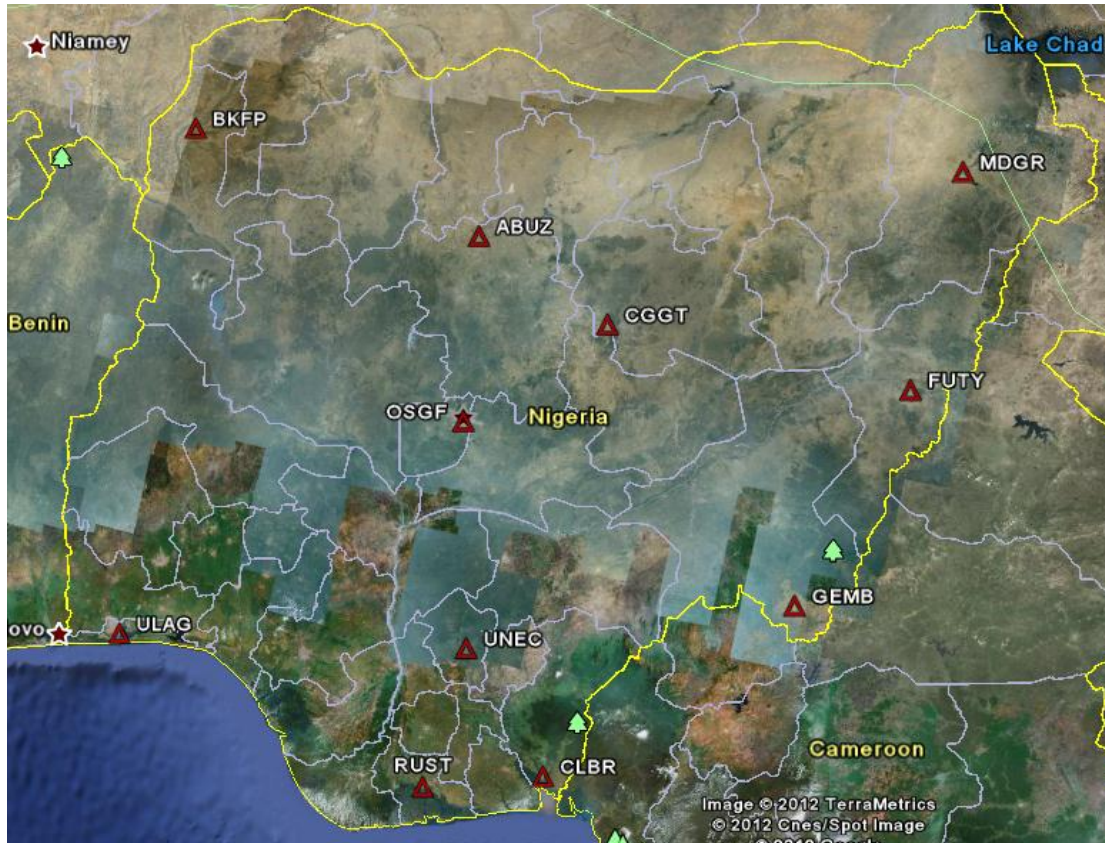 Niamey
Lake Chad
BKFP
MDGR
ABUZ
Benin
CGGT
FUTY
OSGF
Nigeria
GEMB
ovo
ULAG
UNEC
Cameroon
RUST
CLBR
Image © 2012 TerraMetrics
© 2012 Cnes/Spot Image